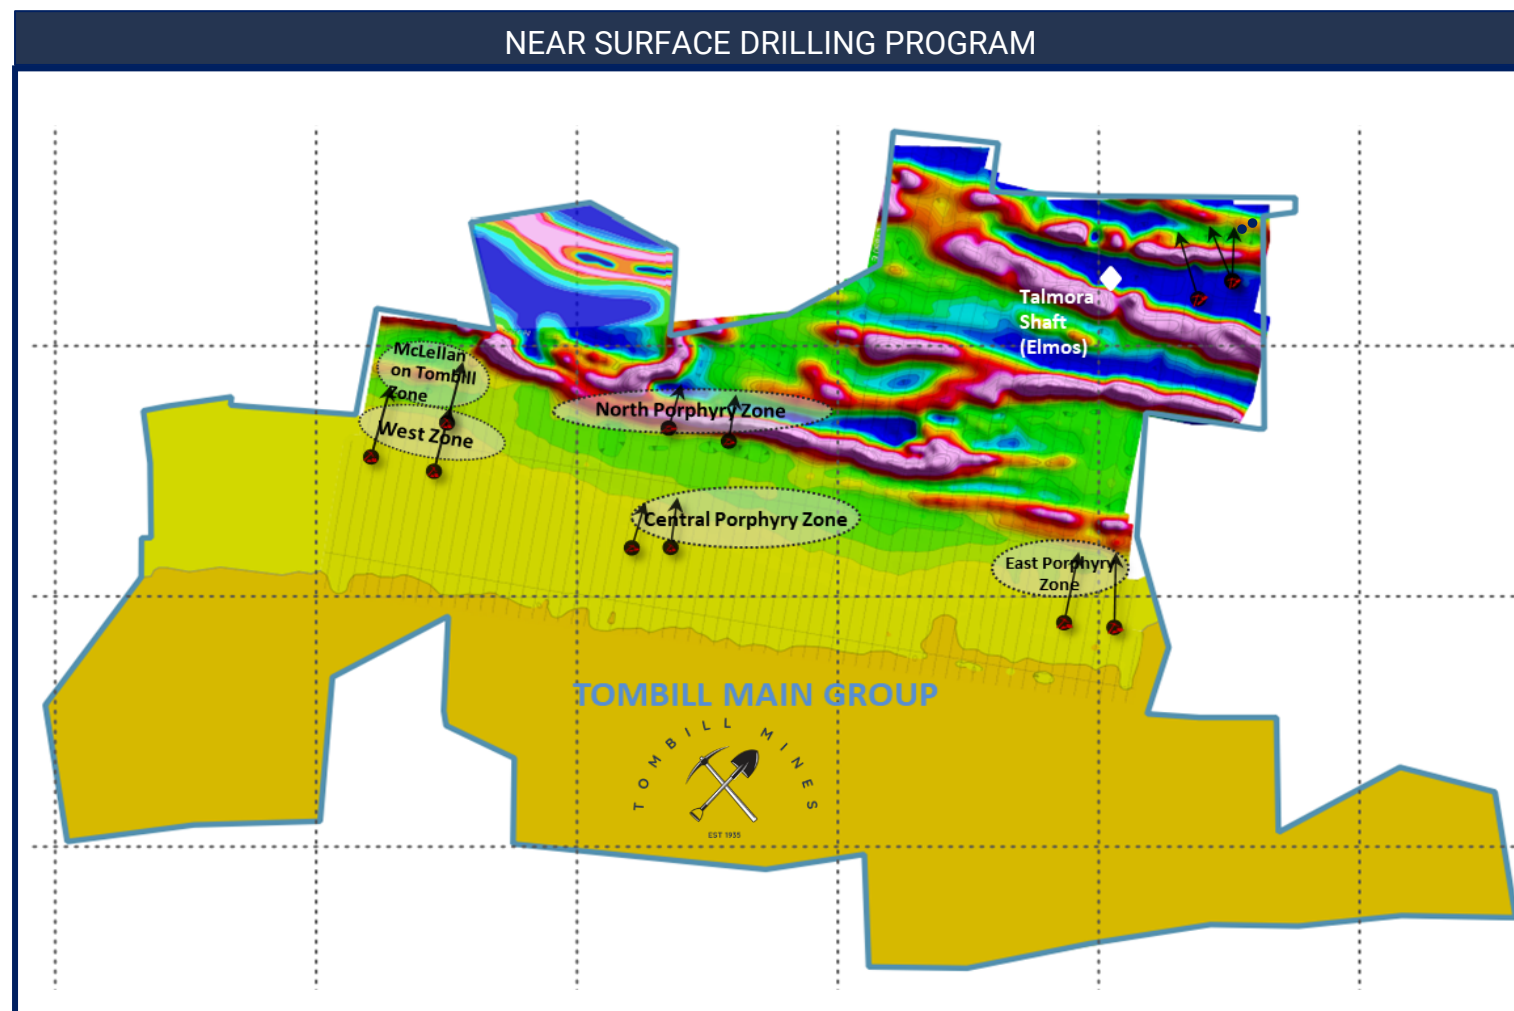 NEAR SURFACE DRILLING PROGRAM
McLellan
on Tombill
Zone
West Zone
North Porphyry Zone
Central Porphyry Zone
East Porphyry
Zone
Talmora
Shaft
(Elmos)
TOMBILL MAIN GROUP
TOMBILL MINES
EST 1935